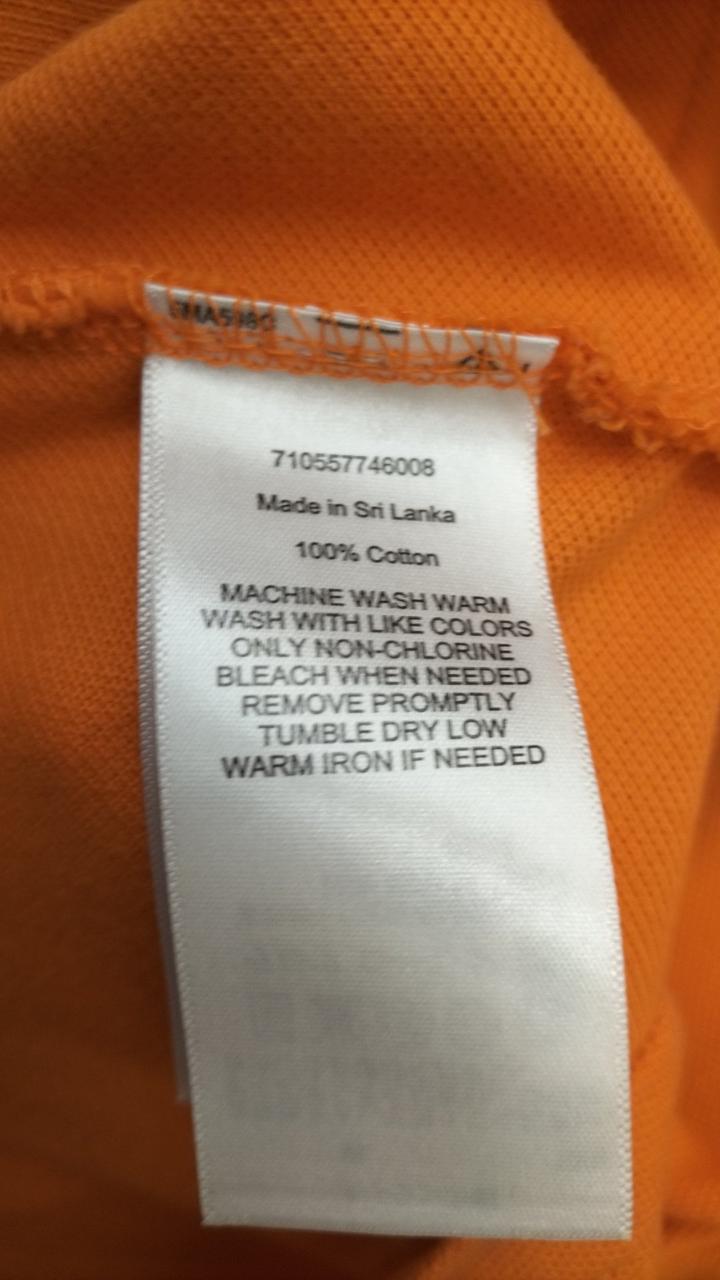 710557746008
Made in Sri Lanka
100% Cotton
MACHINE WASH WARM
WASH WITH LIKE COLORS
ONLY NON-CHLORINE
BLEACH WHEN NEEDED
REMOVE PROMPTLY
TUMBLE DRY LOW
WARM IRON IF NEEDED